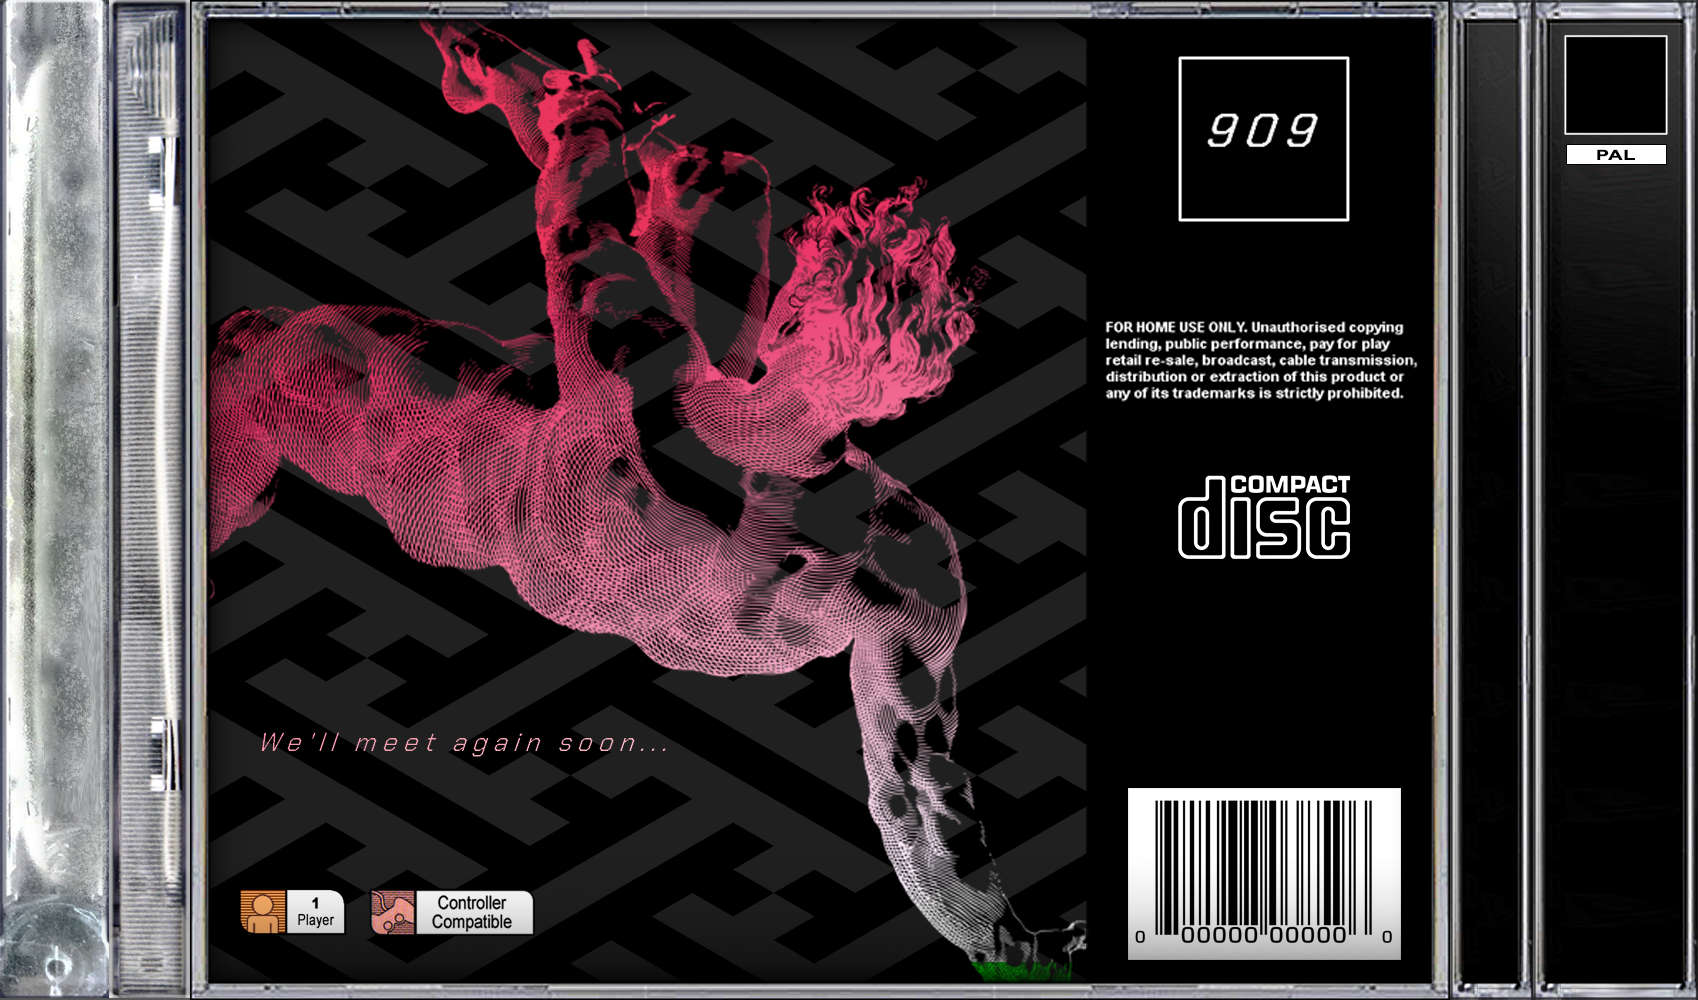 909
PAL
FOR HOME USE ONLY. Unauthorised copying
lending, public performance, pay for play
retail re-sale, broadcast, cable transmission,
distribution or extraction of this product or
any of its trademarks is strictly prohibited.
COMPACT
disc
We'll meet again soon...
1
Player
Controller
Compatible
0 00000 00000 0